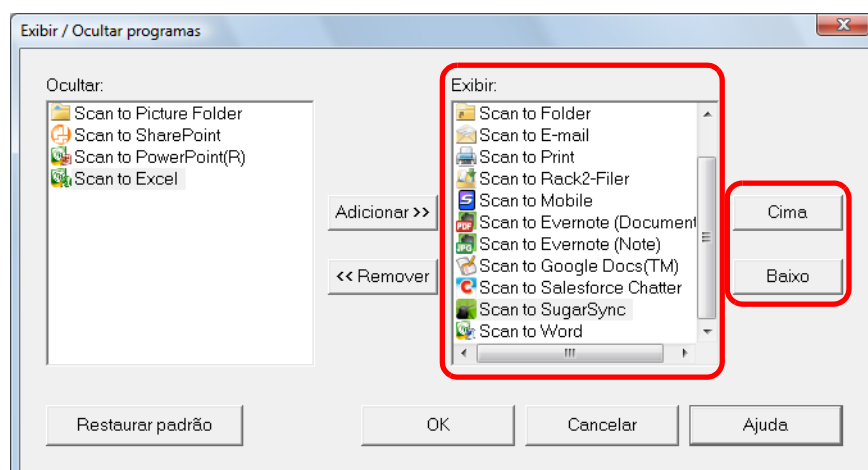 Exibir / Ocultar programas
Ocultar:
Scan to Picture Folder
Scan to SharePoint
Scan to PowerPoint(R)
Scan to Excel
Adicionar >>
<< Remover
Exibir:
Scan to Folder
Scan to E-mail
Scan to Print
Scan to Rack2-Filer
Scan to Mobile
Scan to Evernote (Document
Scan to Evernote (Note)
Scan to Google Docs(TM)
Scan to Salesforce Chatter
Scan to SugarSync
Scan to Word
Cima
Baixo
Restaurar padrão
OK
Cancelar
Ajuda